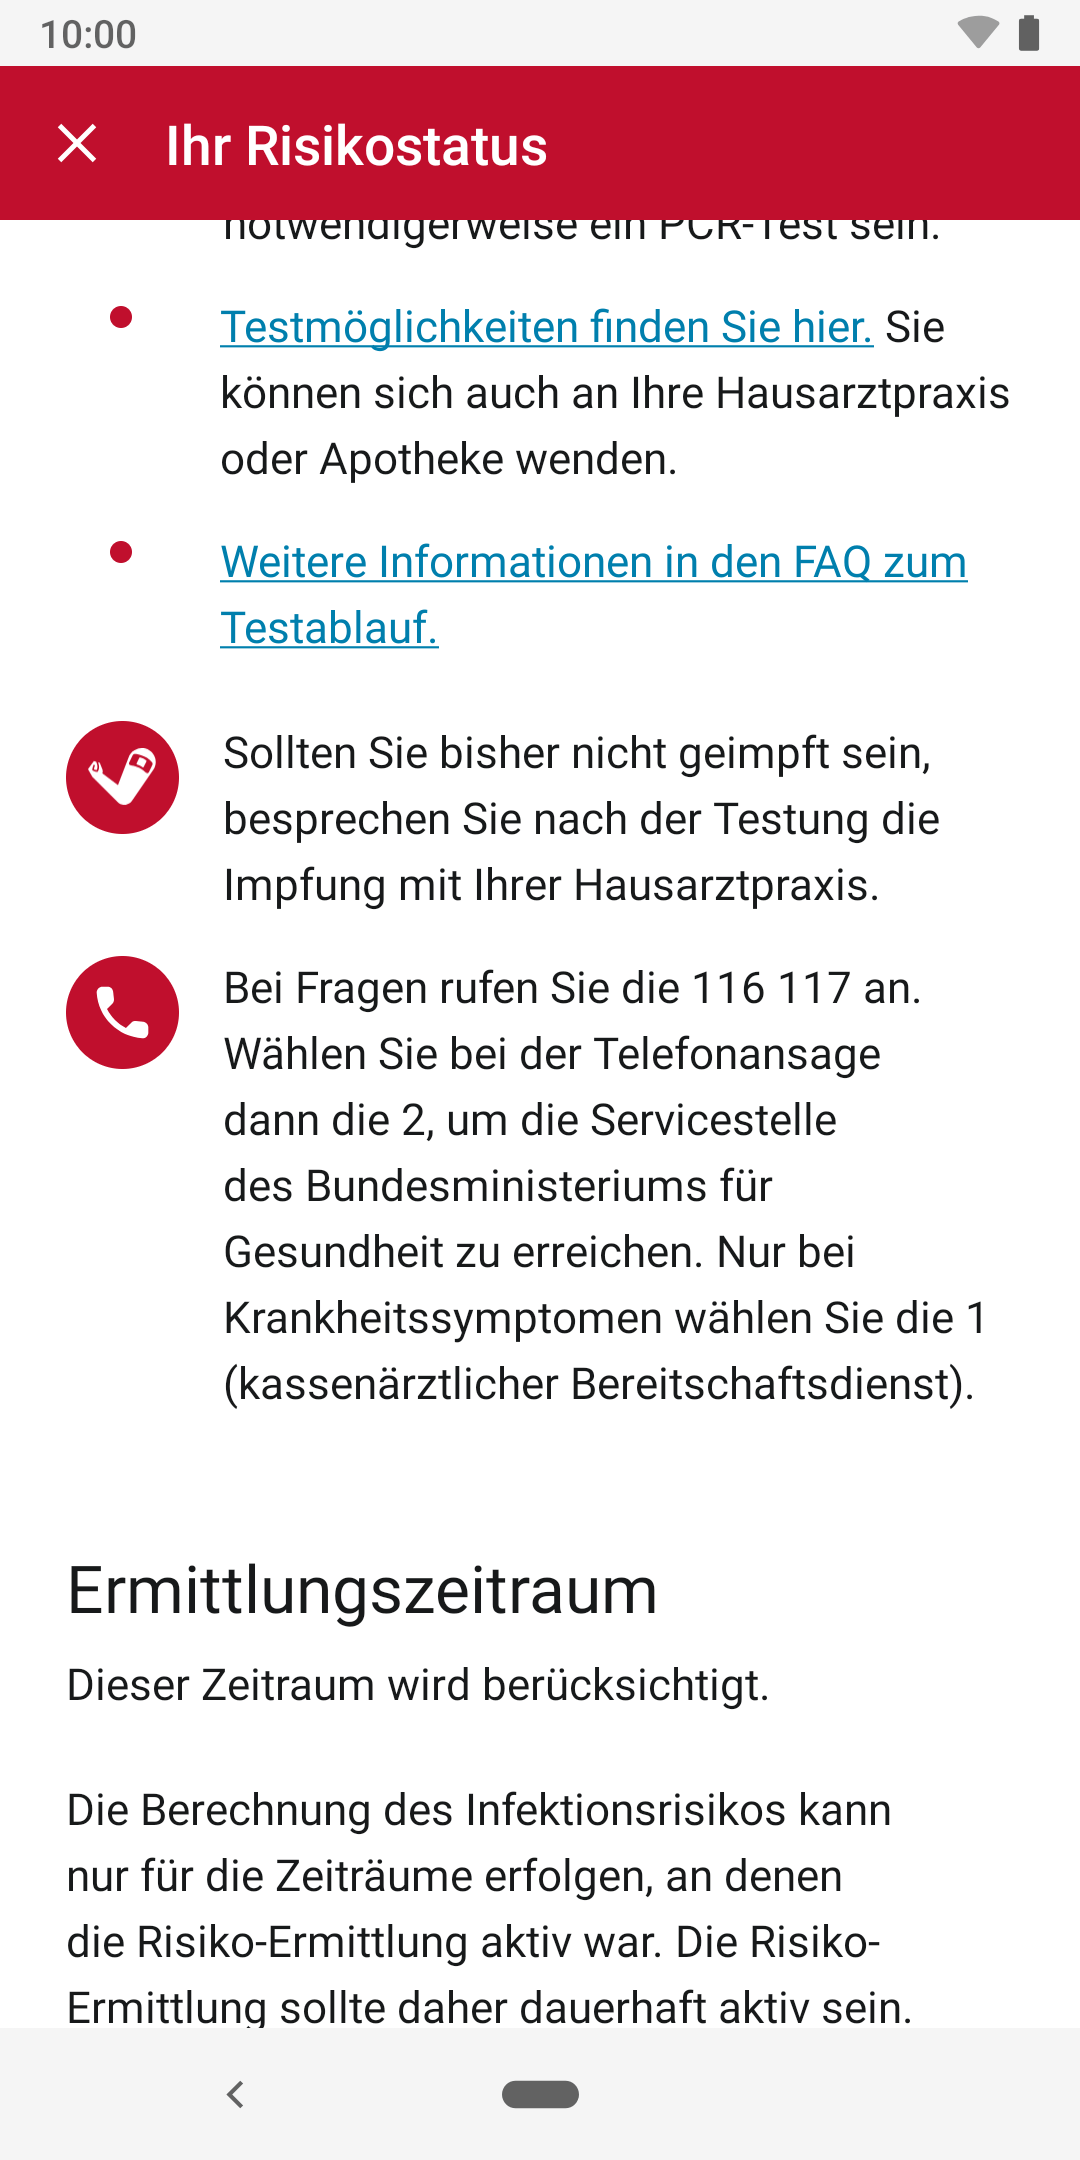 10:00
Ihr Risikostatus
notwendigerweise ein PCR-Test sein.
Testmöglichkeiten finden Sie hier. Sie
können sich auch an Ihre Hausarztpraxis
oder Apotheke wenden.
Weitere Informationen in den FAQ zum
Testablauf.
Sollten Sie bisher nicht geimpft sein,
besprechen Sie nach der Testung die
Impfung mit Ihrer Hausarztpraxis.
Bei Fragen rufen Sie die 116 117 an.
Wählen Sie bei der Telefonansage
dann die 2, um die Servicestelle
des Bundesministeriums für
Gesundheit zu erreichen. Nur bei
Krankheitssymptomen wählen Sie die 1
(kassenärztlicher Bereitschaftsdienst).
Ermittlungszeitraum
Dieser Zeitraum wird berücksichtigt.
Die Berechnung des Infektionsrisikos kann
nur für die Zeiträume erfolgen, an denen
die Risiko-Ermittlung aktiv war. Die Risiko-
Ermittlung sollte daher dauerhaft aktiv sein.